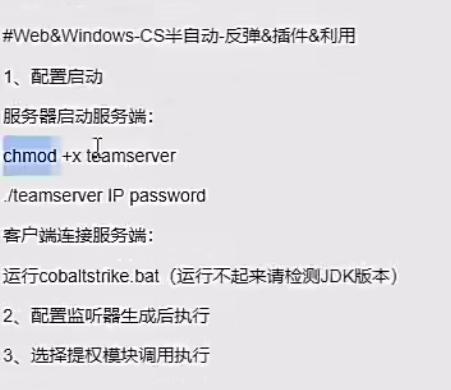 #Web&Windows-CS半自动-反弹&插件&利用
1、配置启动
服务器启动服务端：
chmod +x teamserver
./teamserver IP password
客户端连接服务端：
运行cobaltstrike.bat（运行不起来请检测JDK版本）
2、配置监听器生成后执行
3、选择提权模块调用执行